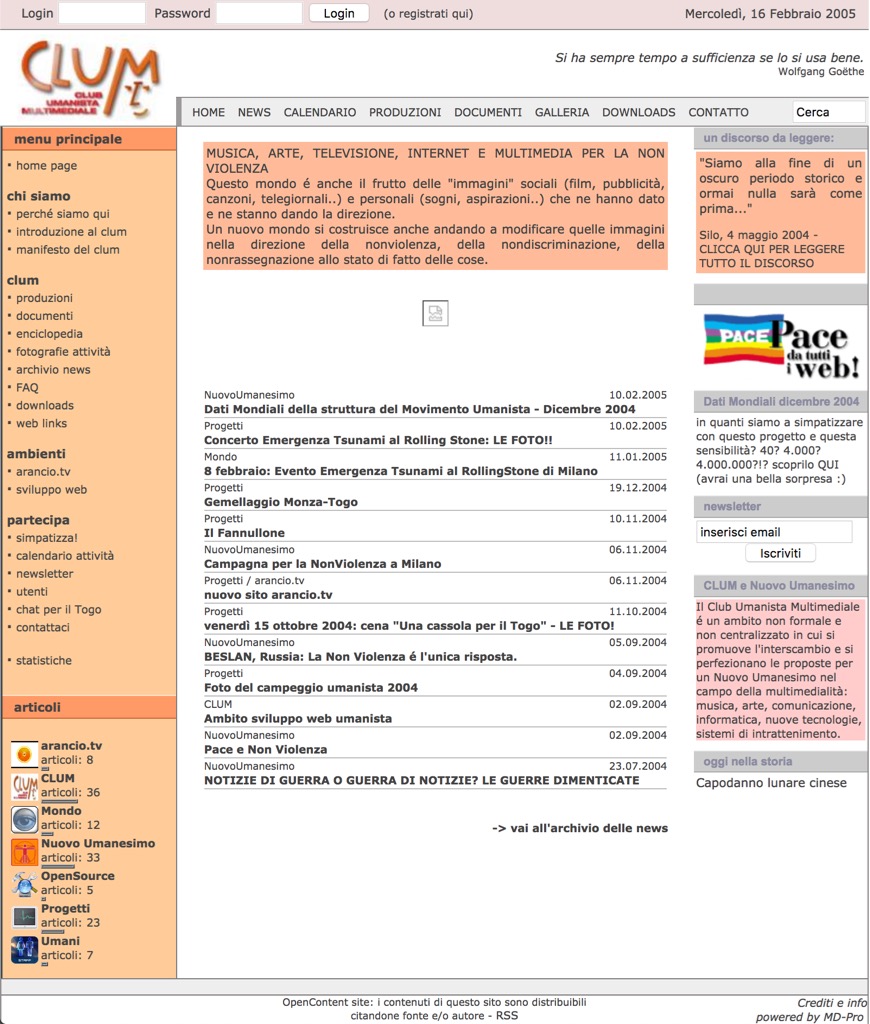 Login Password Login (o registrati qui) Mercoledì, 16 Febbraio 2005
CLUM
CLUB
UMANISTA
MULTIMEDIALE
Si ha sempre tempo a sufficienza se lo si usa bene.
Wolfgang Goëthe
HOME NEWS CALENDARIO PRODUZIONI DOCUMENTI GALLERIA DOWNLOADS CONTATTO Cerca
menu principale
home page
chi siamo
perché siamo qui
introduzione al clum
manifesto del clum
clum
produzioni
documenti
enciclopedia
fotografie attività
archivio news
FAQ
downloads
web links
ambienti
arancio.tv
sviluppo web
partecipa
simpatizza!
calendario attività
newsletter
utenti
chat per il Togo
contattaci
statistiche
articoli
arancio.tv
articoli: 8
CLUM
articoli: 36
Mondo
articoli: 12
Nuovo Umanesimo
articoli: 33
OpenSource
articoli: 5
Progetti
articoli: 23
Umani
articoli: 7
MUSICA, ARTE, TELEVISIONE, INTERNET E MULTIMEDIA PER LA NON
VIOLENZA
Questo mondo é anche il frutto delle "immagini" sociali (film, pubblicità,
canzoni, telegiornali..) e personali (sogni, aspirazioni..) che ne hanno dato
e ne stanno dando la direzione.
Un nuovo mondo si costruisce anche andando a modificare quelle immagini
nella direzione della nonviolenza, della nondiscriminazione, della
nonrassegnazione allo stato di fatto delle cose.
NuovoUmanesimo 10.02.2005
Dati Mondiali della struttura del Movimento Umanista - Dicembre 2004
Progetti 10.02.2005
Concerto Emergenza Tsunami al Rolling Stone: LE FOTO!!
Mondo 11.01.2005
8 febbraio: Evento Emergenza Tsunami al RollingStone di Milano
Progetti 19.12.2004
Gemellaggio Monza-Togo
Progetti 10.11.2004
Il Fannullone
NuovoUmanesimo 06.11.2004
Campagna per la NonViolenza a Milano
Progetti / arancio.tv 06.11.2004
nuovo sito arancio.tv
Progetti 11.10.2004
venerdì 15 ottobre 2004: cena "Una cassola per il Togo" - LE FOTO!
NuovoUmanesimo 05.09.2004
BESLAN, Russia: La Non Violenza é l'unica risposta.
Progetti 04.09.2004
Foto del campeggio umanista 2004
CLUM 02.09.2004
Ambito sviluppo web umanista
NuovoUmanesimo 02.09.2004
Pace e Non Violenza
NuovoUmanesimo 23.07.2004
NOTIZIE DI GUERRA O GUERRA DI NOTIZIE? LE GUERRE DIMENTICATE
-> vai all'archivio delle news
un discorso da leggere:
"Siamo alla fine di un
oscuro periodo storico e
ormai nulla sarà come
prima..."
Silo, 4 maggio 2004 -
CLICCA QUI PER LEGGERE
TUTTO IL DISCORSO
PACE Pace
da tutti
i web!
Dati Mondiali dicembre 2004
in quanti siamo a simpatizzare
con questo progetto e questa
sensibilità? 40? 4.000?
4.000.000?!? scoprilo QUI
(avrai una bella sorpresa :)
newsletter
inserisci email
Iscriviti
CLUM e Nuovo Umanesimo
Il Club Umanista Multimediale
é un ambito non formale e
non centralizzato in cui si
promuove l'interscambio e si
perfezionano le proposte per
un Nuovo Umanesimo nel
campo della multimedialità:
musica, arte, comunicazione,
informatica, nuove tecnologie,
sistemi di intrattenimento.
oggi nella storia
Capodanno lunare cinese
OpenContent site: i contenuti di questo sito sono distribuibili
citandone fonte e/o autore - RSS
Crediti e info
powered by MD-Pro